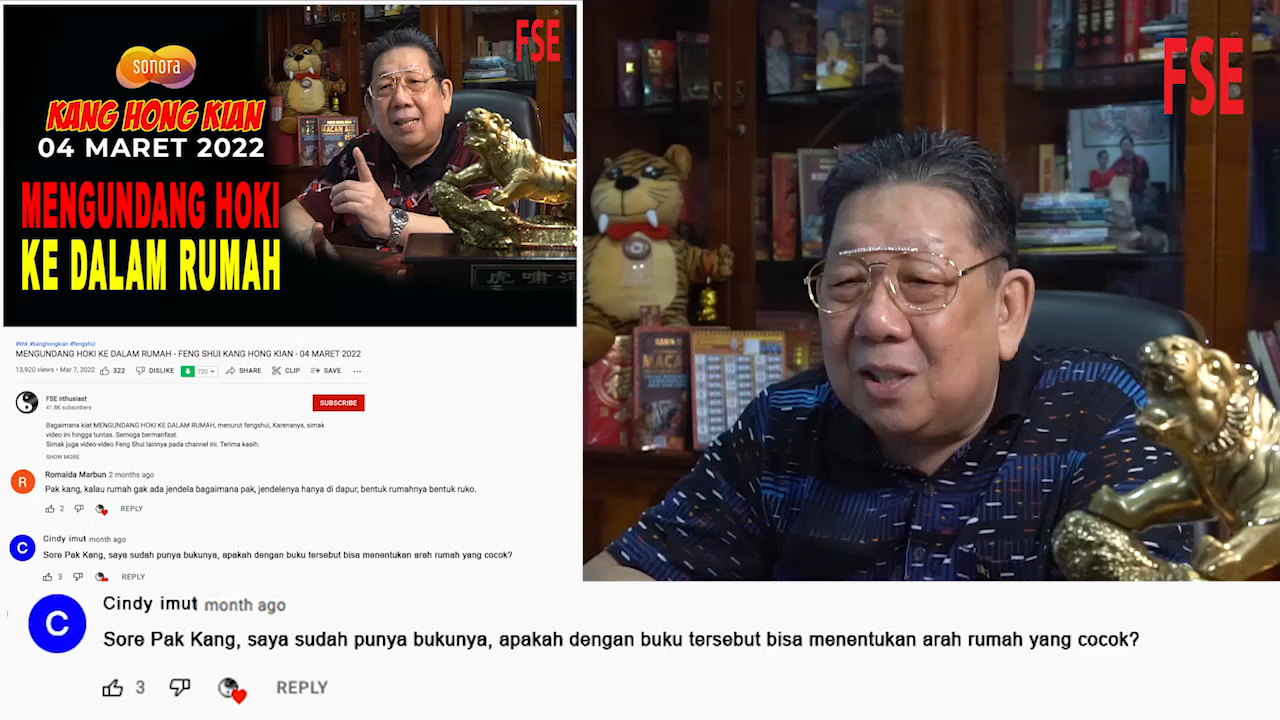 sonora
KANG HONG KIAN
04 MARET 2022
MENGUNDANG HOKI
KE DALAM RUMAH
FSE
MACAN AIR
虎嘯
#khk #kanghongkian #fengshui
MENGUNDANG HOKI KE DALAM RUMAH - FENG SHUI KANG HONG KIAN - 04 MARET 2022
13,920 views • Mar 7, 2022 322 DISLIKE 720 SHARE CLIP SAVE ...
FSE nthusiast
41.8K subscribers
SUBSCRIBE
Bagaimana kiat MENGUNDANG HOKI KE DALAM RUMAH, menurut fengshui, Karenanya, simak
video ini hingga tuntas. Semoga bermanfaat.
Simak juga video-video Feng Shui lainnya pada channel ini. Terima kasih.
SHOW MORE
R
Romaida Marbun 2 months ago
Pak kang, kalau rumah gak ada jendela bagaimana pak, jendelenya hanya di dapur, bentuk rumahnya bentuk ruko.
2 REPLY
C
Cindy imut month ago
Sore Pak Kang, saya sudah punya bukunya, apakah dengan buku tersebut bisa menentukan arah rumah yang cocok?
3 REPLY
FSE
MACAN
C
Cindy imut month ago
Sore Pak Kang, saya sudah punya bukunya, apakah dengan buku tersebut bisa menentukan arah rumah yang cocok?
3 REPLY